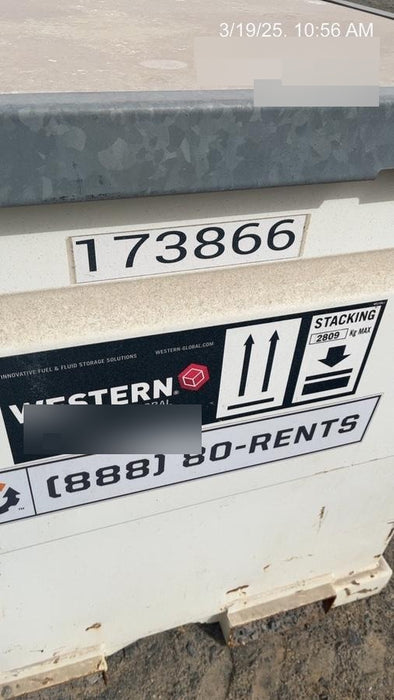 3/19/25. 10:56 AM
173866
INNOVATIVE FUEL & FLUID STORAGE SOLUTIONS WESTERN-GLOBAL.COM
WESTERN
STACKING
2809 Kg MAX
(888) 80-RENTS